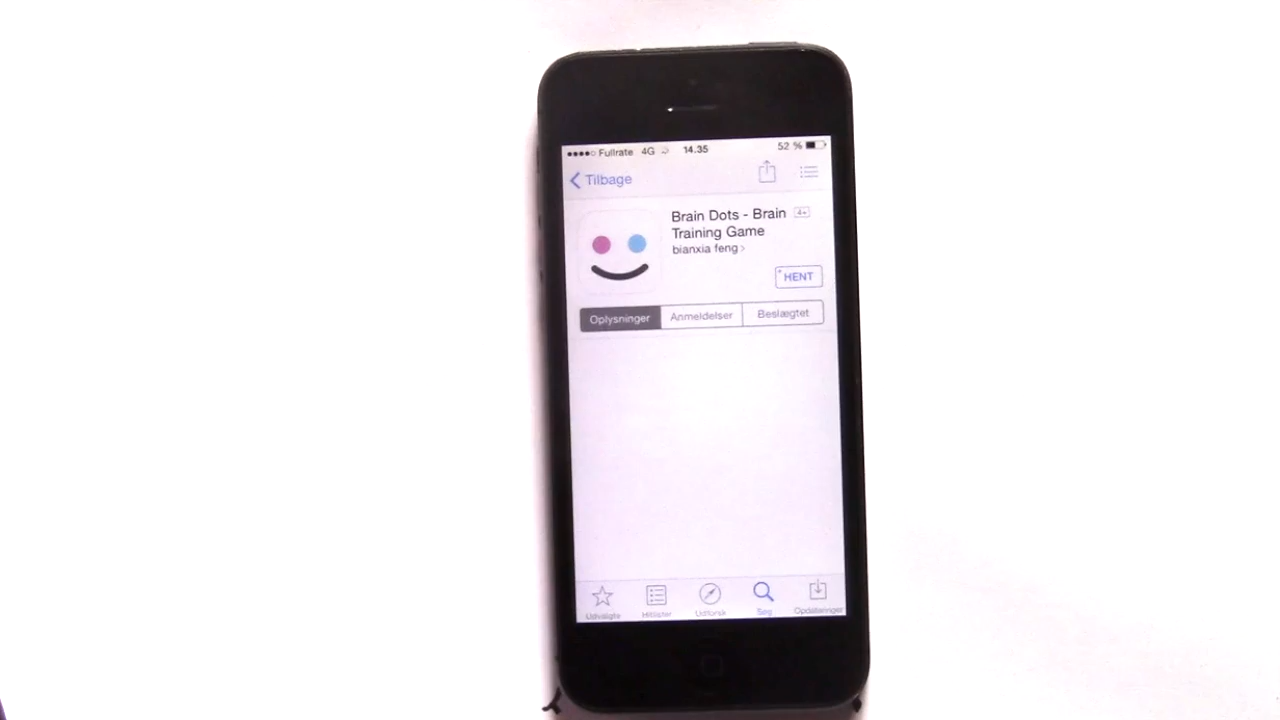 Fullrate 4G 14.35 52 %
Tilbage
Brain Dots - Brain 4+
Training Game
bianxia feng
+ HENT
Oplysninger Anmeldelser Beslægtet
Udvalgte Hitlister Udforsk Søg Opdateringer